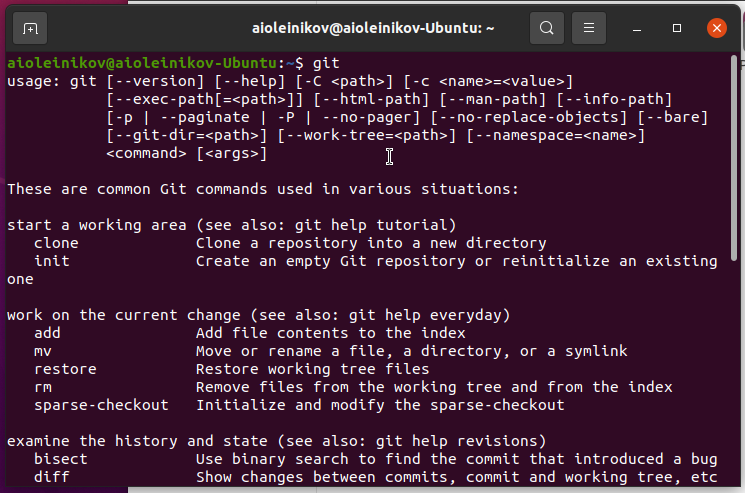 aioleinikov@aioleinikov-Ubuntu: ~
aioleinikov@aioleinikov-Ubuntu:~$ git
usage: git [--version] [--help] [-C <path>] [-c <name>=<value>]
           [--exec-path[=<path>]] [--html-path] [--man-path] [--info-path]
           [-p | --paginate | -P | --no-pager] [--no-replace-objects] [--bare]
           [--git-dir=<path>] [--work-tree=<path>] [--namespace=<name>]
           <command> [<args>]

These are common Git commands used in various situations:

start a working area (see also: git help tutorial)
   clone             Clone a repository into a new directory
   init              Create an empty Git repository or reinitialize an existing
one

work on the current change (see also: git help everyday)
   add               Add file contents to the index
   mv                Move or rename a file, a directory, or a symlink
   restore           Restore working tree files
   rm                Remove files from the working tree and from the index
   sparse-checkout   Initialize and modify the sparse-checkout

examine the history and state (see also: git help revisions)
   bisect            Use binary search to find the commit that introduced a bug
   diff              Show changes between commits, commit and working tree, etc